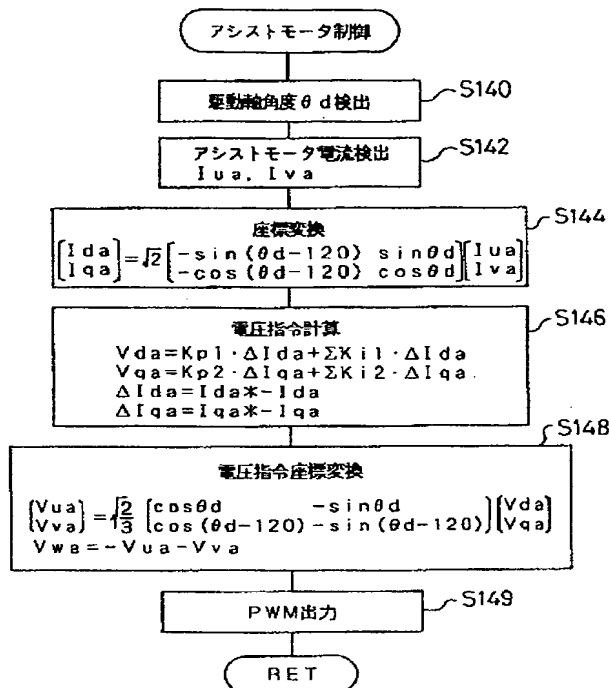 アシストモータ制御
駆動軸角度θd検出
S140
アシストモータ電流検出
Iua, Iva
S142
座標変換
S144
[Ida Iqa]=√2[-sin(θd-120) sinθd -cos(θd-120) cosθd][Iua Iva]
電圧指令計算
S146
Vda=Kp1・ΔIda+ΣKi1・ΔIda
Vqa=Kp2・ΔIqa+ΣKi2・ΔIqa
ΔIda=Ida*-Ida
ΔIqa=Iqa*-Iqa
S148
電圧指令座標変換
[Vua Vva]=√2/3[cosθd -sinθd cos(θd-120)-sin(θd-120)][Vda Vqa]
Vwa=-Vua-Vva
PWM出力
S149
RET